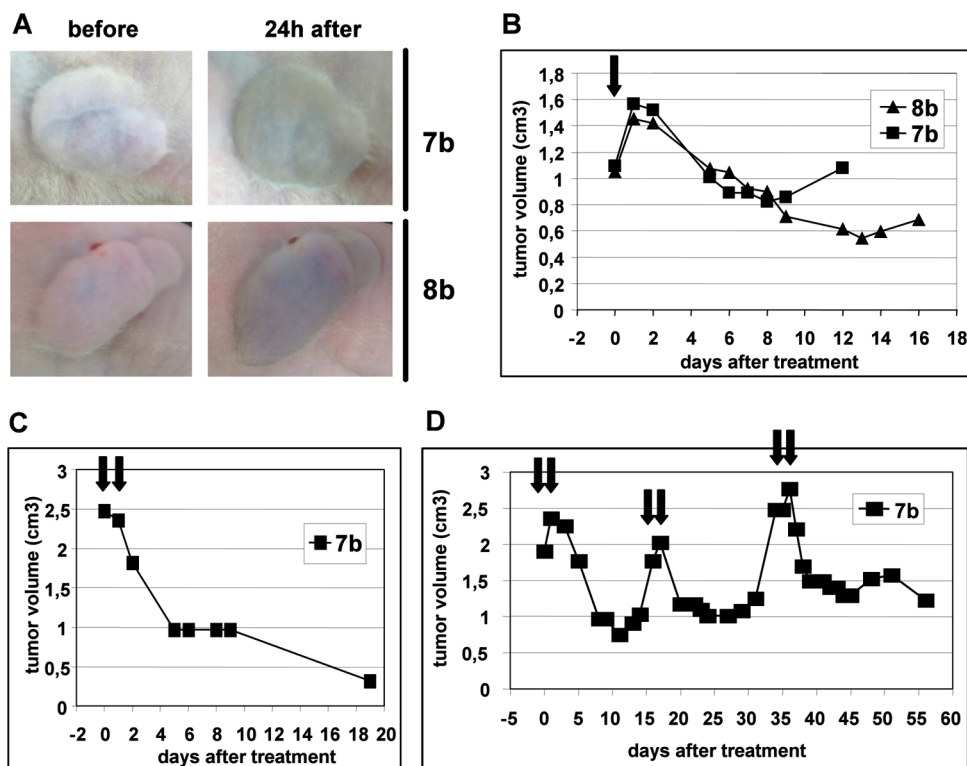 A
before 24h after
7b
8b
B
1,8
1,6
1,4
1,2
1
0,8
0,6
0,4
0,2
0
-2 0 2 4 6 8 10 12 14 16 18
tumor volume (cm3)
days after treatment
8b
7b
C
3
2,5
2
1,5
1
0,5
0
-2 0 2 4 6 8 10 12 14 16 18 20
tumor volume (cm3)
days after treatment
7b
D
3
2,5
2
1,5
1
0,5
0
-5 0 5 10 15 20 25 30 35 40 45 50 55 60
tumor volume (cm3)
days after treatment
7b